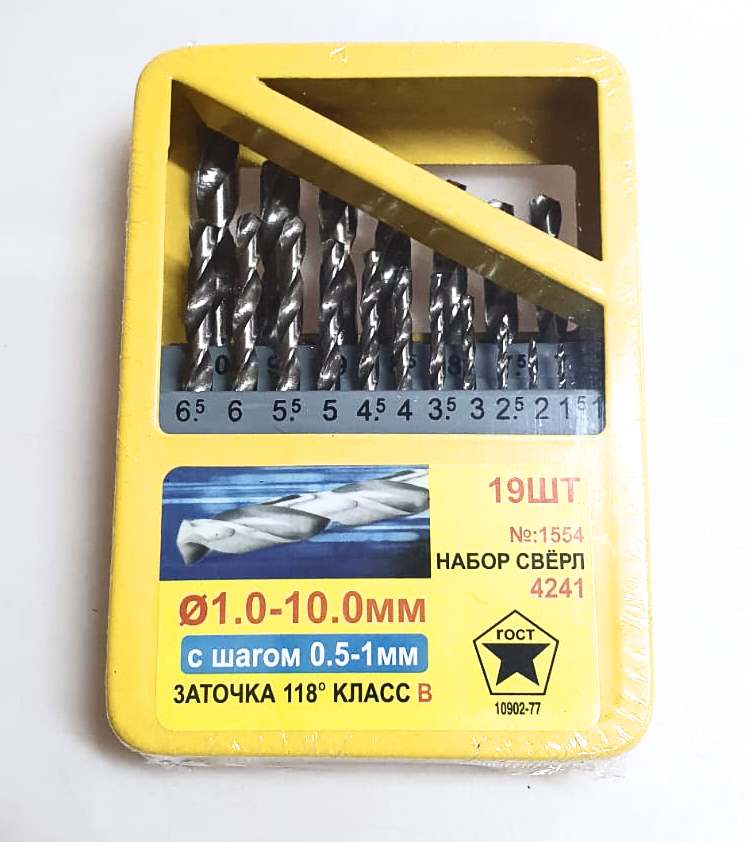 6.5 6 5.5 5 4.5 4 3.5 3 2.5 2 1.5 1
19ШТ
№:1554
НАБОР СВЁРЛ
4241
Ø1.0-10.0мм
с шагом 0.5-1мм
ЗАТОЧКА 118° КЛАСС В
ГОСТ
10902-77